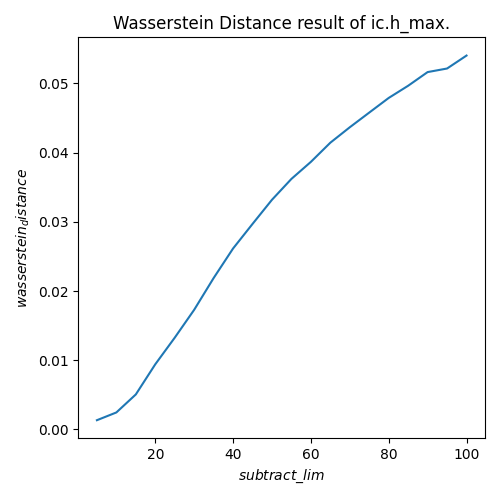 Wasserstein Distance result of ic.h_max.
0.05
0.04
0.03
0.02
0.01
0.00
wasserstein_distance
20 40 60 80 100
subtract_lim